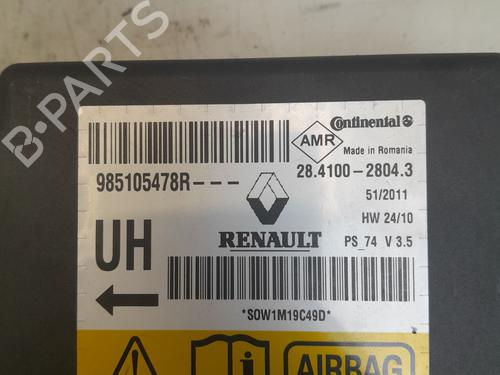 B-PARTS
Continental
AMR
Made in Romania
985105478R---
28.4100-2804.3
51/2011
HW 24/10
UH
RENAULT
PS_74 V 3.5
*SOW1M19C49D*
AIRBAG